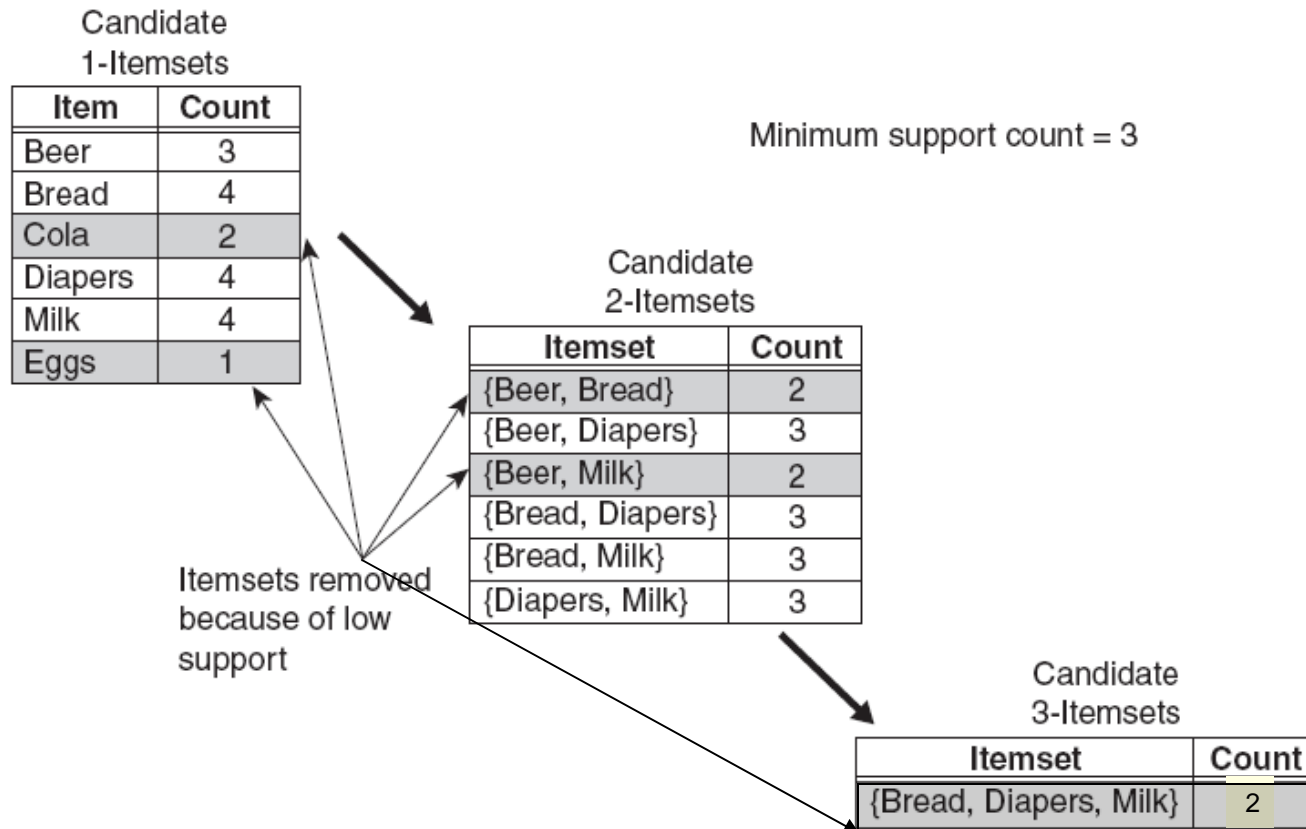 Candidate
1-Itemsets
Item Count
Beer 3
Bread 4
Cola 2
Diapers 4
Milk 4
Eggs 1
Minimum support count = 3
Candidate
2-Itemsets
Itemset Count
{Beer, Bread} 2
{Beer, Diapers} 3
{Beer, Milk} 2
{Bread, Diapers} 3
{Bread, Milk} 3
{Diapers, Milk} 3
Itemsets removed
because of low
support
Candidate
3-Itemsets
Itemset Count
{Bread, Diapers, Milk} 2